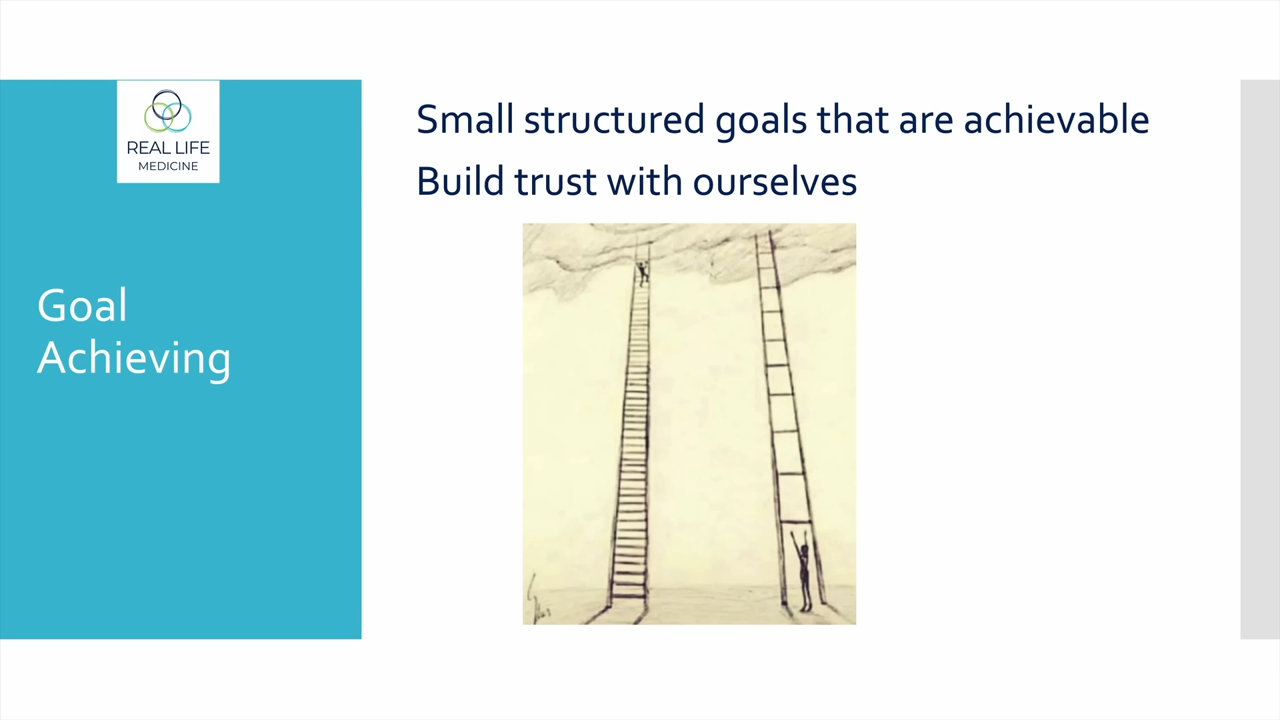 REAL LIFE
MEDICINE
Goal
Achieving
Small structured goals that are achievable
Build trust with ourselves